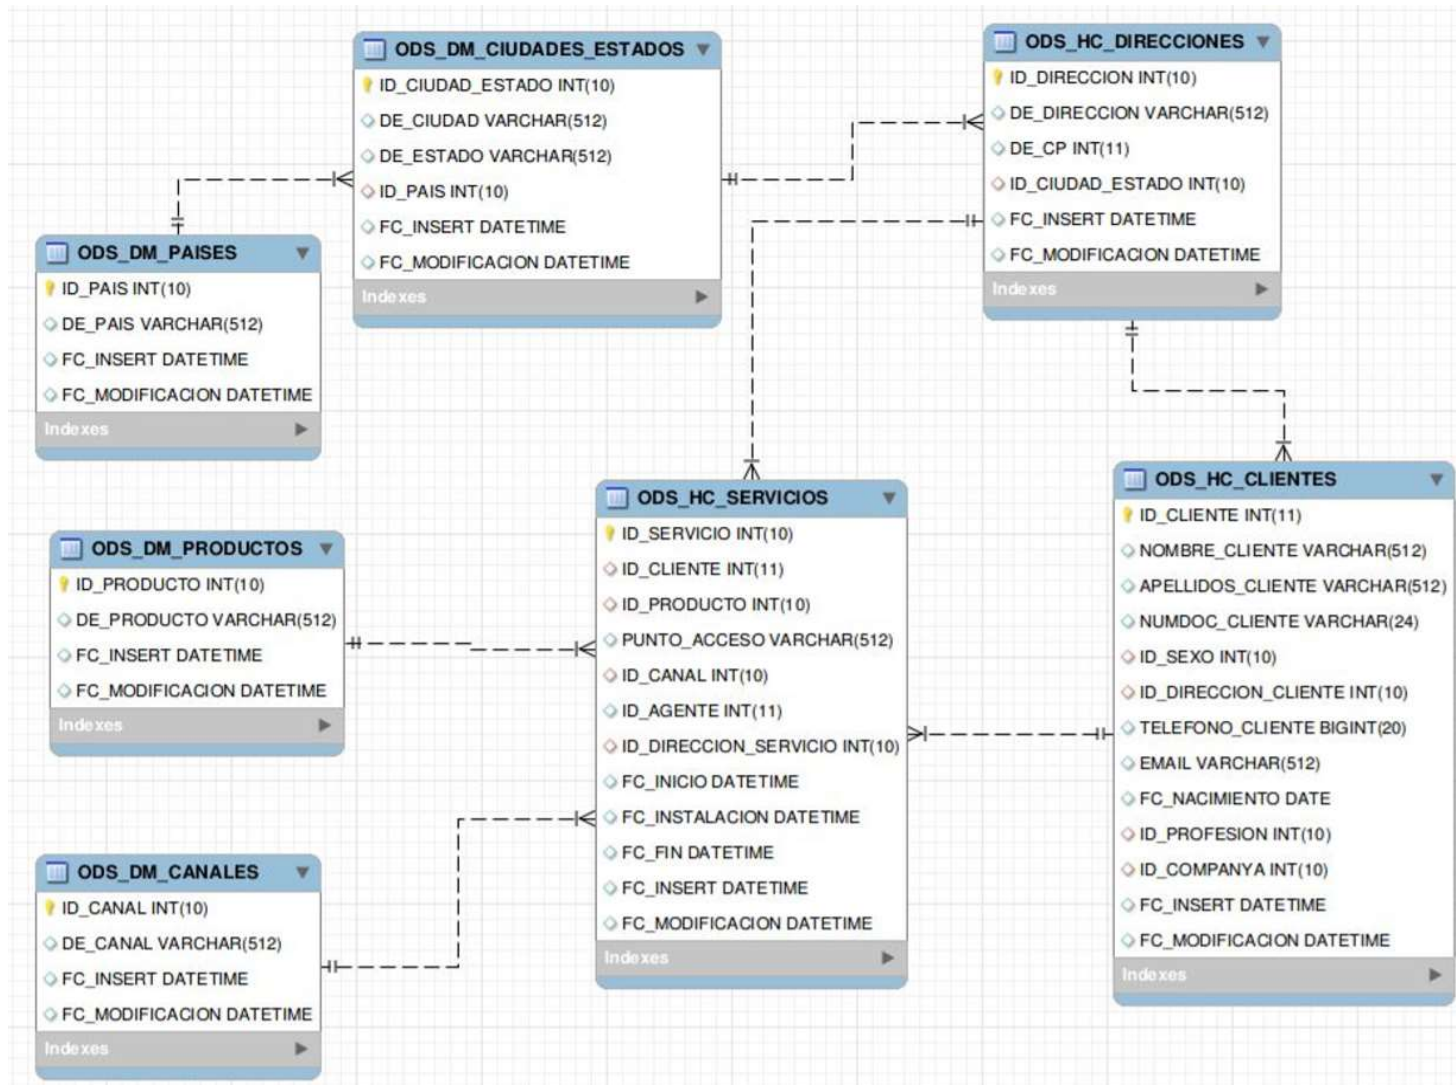 ODS_DM_CIUDADES_ESTADOS
ID_CIUDAD_ESTADO INT(10)
DE_CIUDAD VARCHAR(512)
DE_ESTADO VARCHAR(512)
ID_PAIS INT(10)
FC_INSERT DATETIME
FC_MODIFICACION DATETIME
Indexes
ODS_HC_DIRECCIONES
ID_DIRECCION INT(10)
DE_DIRECCION VARCHAR(512)
DE_CP INT(11)
ID_CIUDAD_ESTADO INT(10)
FC_INSERT DATETIME
FC_MODIFICACION DATETIME
Indexes
ODS_DM_PAISES
ID_PAIS INT(10)
DE_PAIS VARCHAR(512)
FC_INSERT DATETIME
FC_MODIFICACION DATETIME
Indexes
ODS_DM_PRODUCTOS
ID_PRODUCTO INT(10)
DE_PRODUCTO VARCHAR(512)
FC_INSERT DATETIME
FC_MODIFICACION DATETIME
Indexes
ODS_HC_SERVICIOS
ID_SERVICIO INT(10)
ID_CLIENTE INT(11)
ID_PRODUCTO INT(10)
PUNTO_ACCESO VARCHAR(512)
ID_CANAL INT(10)
ID_AGENTE INT(11)
ID_DIRECCION_SERVICIO INT(10)
FC_INICIO DATETIME
FC_INSTALACION DATETIME
FC_FIN DATETIME
FC_INSERT DATETIME
FC_MODIFICACION DATETIME
Indexes
ODS_HC_CLIENTES
ID_CLIENTE INT(11)
NOMBRE_CLIENTE VARCHAR(512)
APELLIDOS_CLIENTE VARCHAR(512)
NUMDOC_CLIENTE VARCHAR(24)
ID_SEXO INT(10)
ID_DIRECCION_CLIENTE INT(10)
TELEFONO_CLIENTE BIGINT(20)
EMAIL VARCHAR(512)
FC_NACIMIENTO DATE
ID_PROFESION INT(10)
ID_COMPANYA INT(10)
FC_INSERT DATETIME
FC_MODIFICACION DATETIME
Indexes
ODS_DM_CANALES
ID_CANAL INT(10)
DE_CANAL VARCHAR(512)
FC_INSERT DATETIME
FC_MODIFICACION DATETIME
Indexes